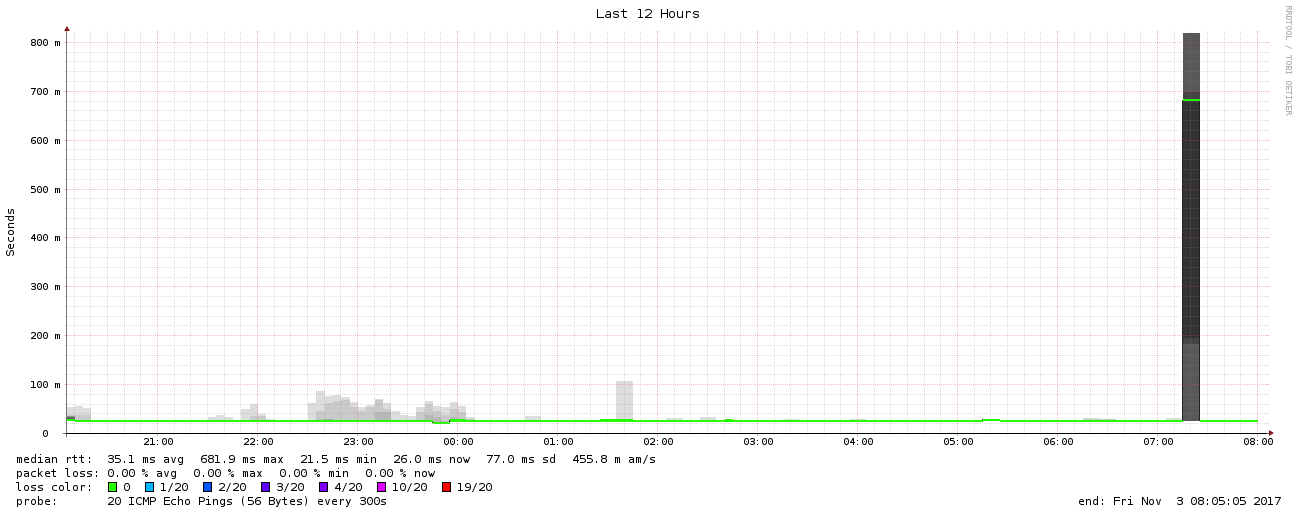 Last 12 Hours
RRDTOOL / TOBI OETIKER
Seconds
800 m
700 m
600 m
500 m
400 m
300 m
200 m
100 m
0
21:00 22:00 23:00 00:00 01:00 02:00 03:00 04:00 05:00 06:00 07:00 08:00
median rtt: 35.1 ms avg 681.9 ms max 21.5 ms min 26.0 ms now 77.0 ms sd 455.8 m am/s
packet loss: 0.00 % avg 0.00 % max 0.00 % min 0.00 % now
loss color: 0 1/20 2/20 3/20 4/20 10/20 19/20
probe: 20 ICMP Echo Pings (56 Bytes) every 300s
end: Fri Nov 3 08:05:05 2017